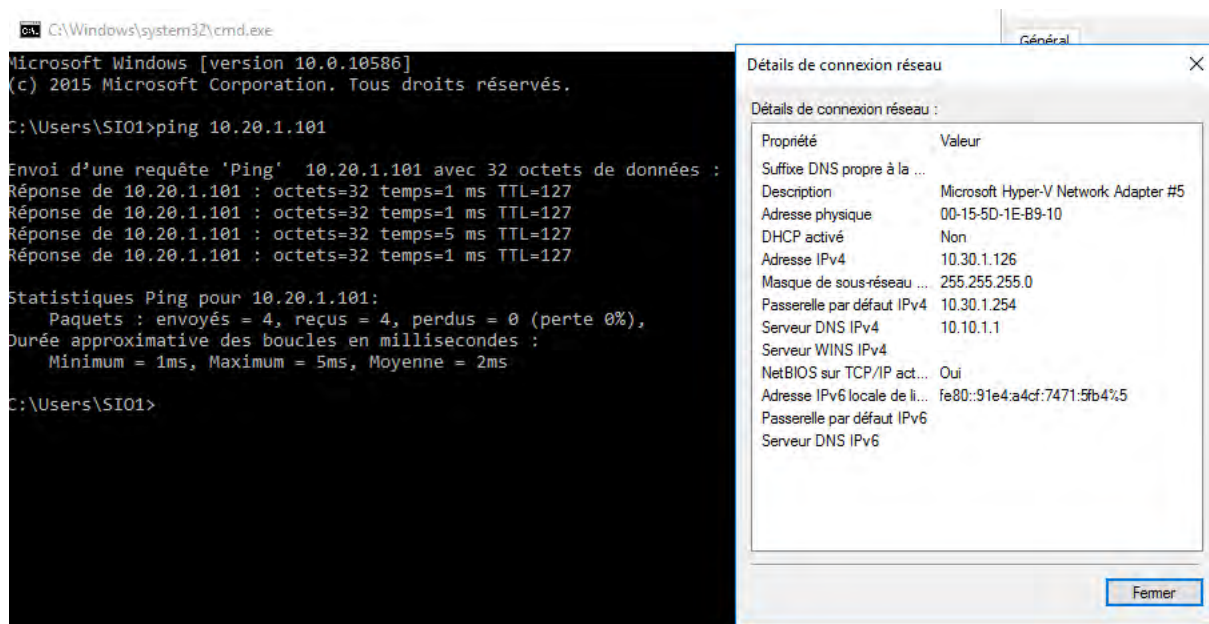 C:\Windows\system32\cmd.exe
Microsoft Windows [version 10.0.10586]
(c) 2015 Microsoft Corporation. Tous droits réservés.
C:\Users\SIO1>ping 10.20.1.101
Envoi d’une requête 'Ping'  10.20.1.101 avec 32 octets de données :
Réponse de 10.20.1.101 : octets=32 temps=1 ms TTL=127
Réponse de 10.20.1.101 : octets=32 temps=1 ms TTL=127
Réponse de 10.20.1.101 : octets=32 temps=5 ms TTL=127
Réponse de 10.20.1.101 : octets=32 temps=1 ms TTL=127
Statistiques Ping pour 10.20.1.101:
Paquets : envoyés = 4, reçus = 4, perdus = 0 (perte 0%),
Durée approximative des boucles en millisecondes :
Minimum = 1ms, Maximum = 5ms, Moyenne = 2ms
C:\Users\SIO1>
Général
Détails de connexion réseau
Détails de connexion réseau :
Propriété Valeur
Suffixe DNS propre à la ...
Description Microsoft Hyper-V Network Adapter #5
Adresse physique 00-15-5D-1E-B9-10
DHCP activé Non
Adresse IPv4 10.30.1.126
Masque de sous-réseau ... 255.255.255.0
Passerelle par défaut IPv4 10.30.1.254
Serveur DNS IPv4 10.10.1.1
Serveur WINS IPv4
NetBIOS sur TCP/IP act... Oui
Adresse IPv6 locale de li... fe80::91e4:a4cf:7471:5fb4%5
Passerelle par défaut IPv6
Serveur DNS IPv6
Fermer